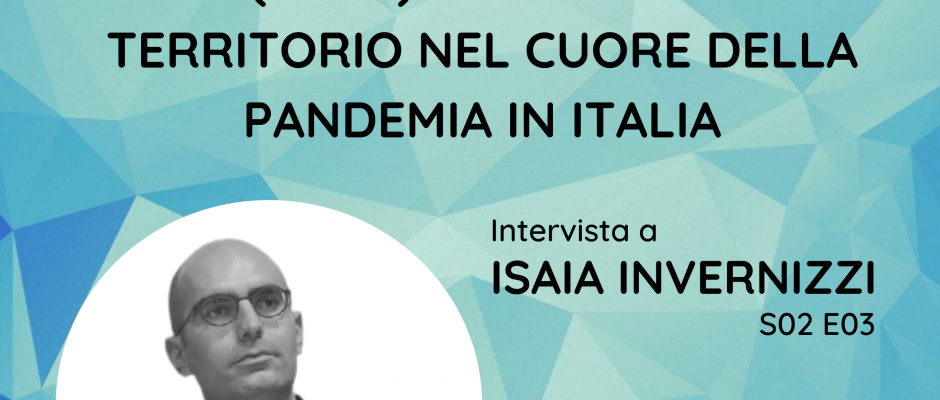 TERRITORIO NEL CUORE DELLA
PANDEMIA IN ITALIA
Intervista a
ISAIA INVERNIZZI
S02 E03